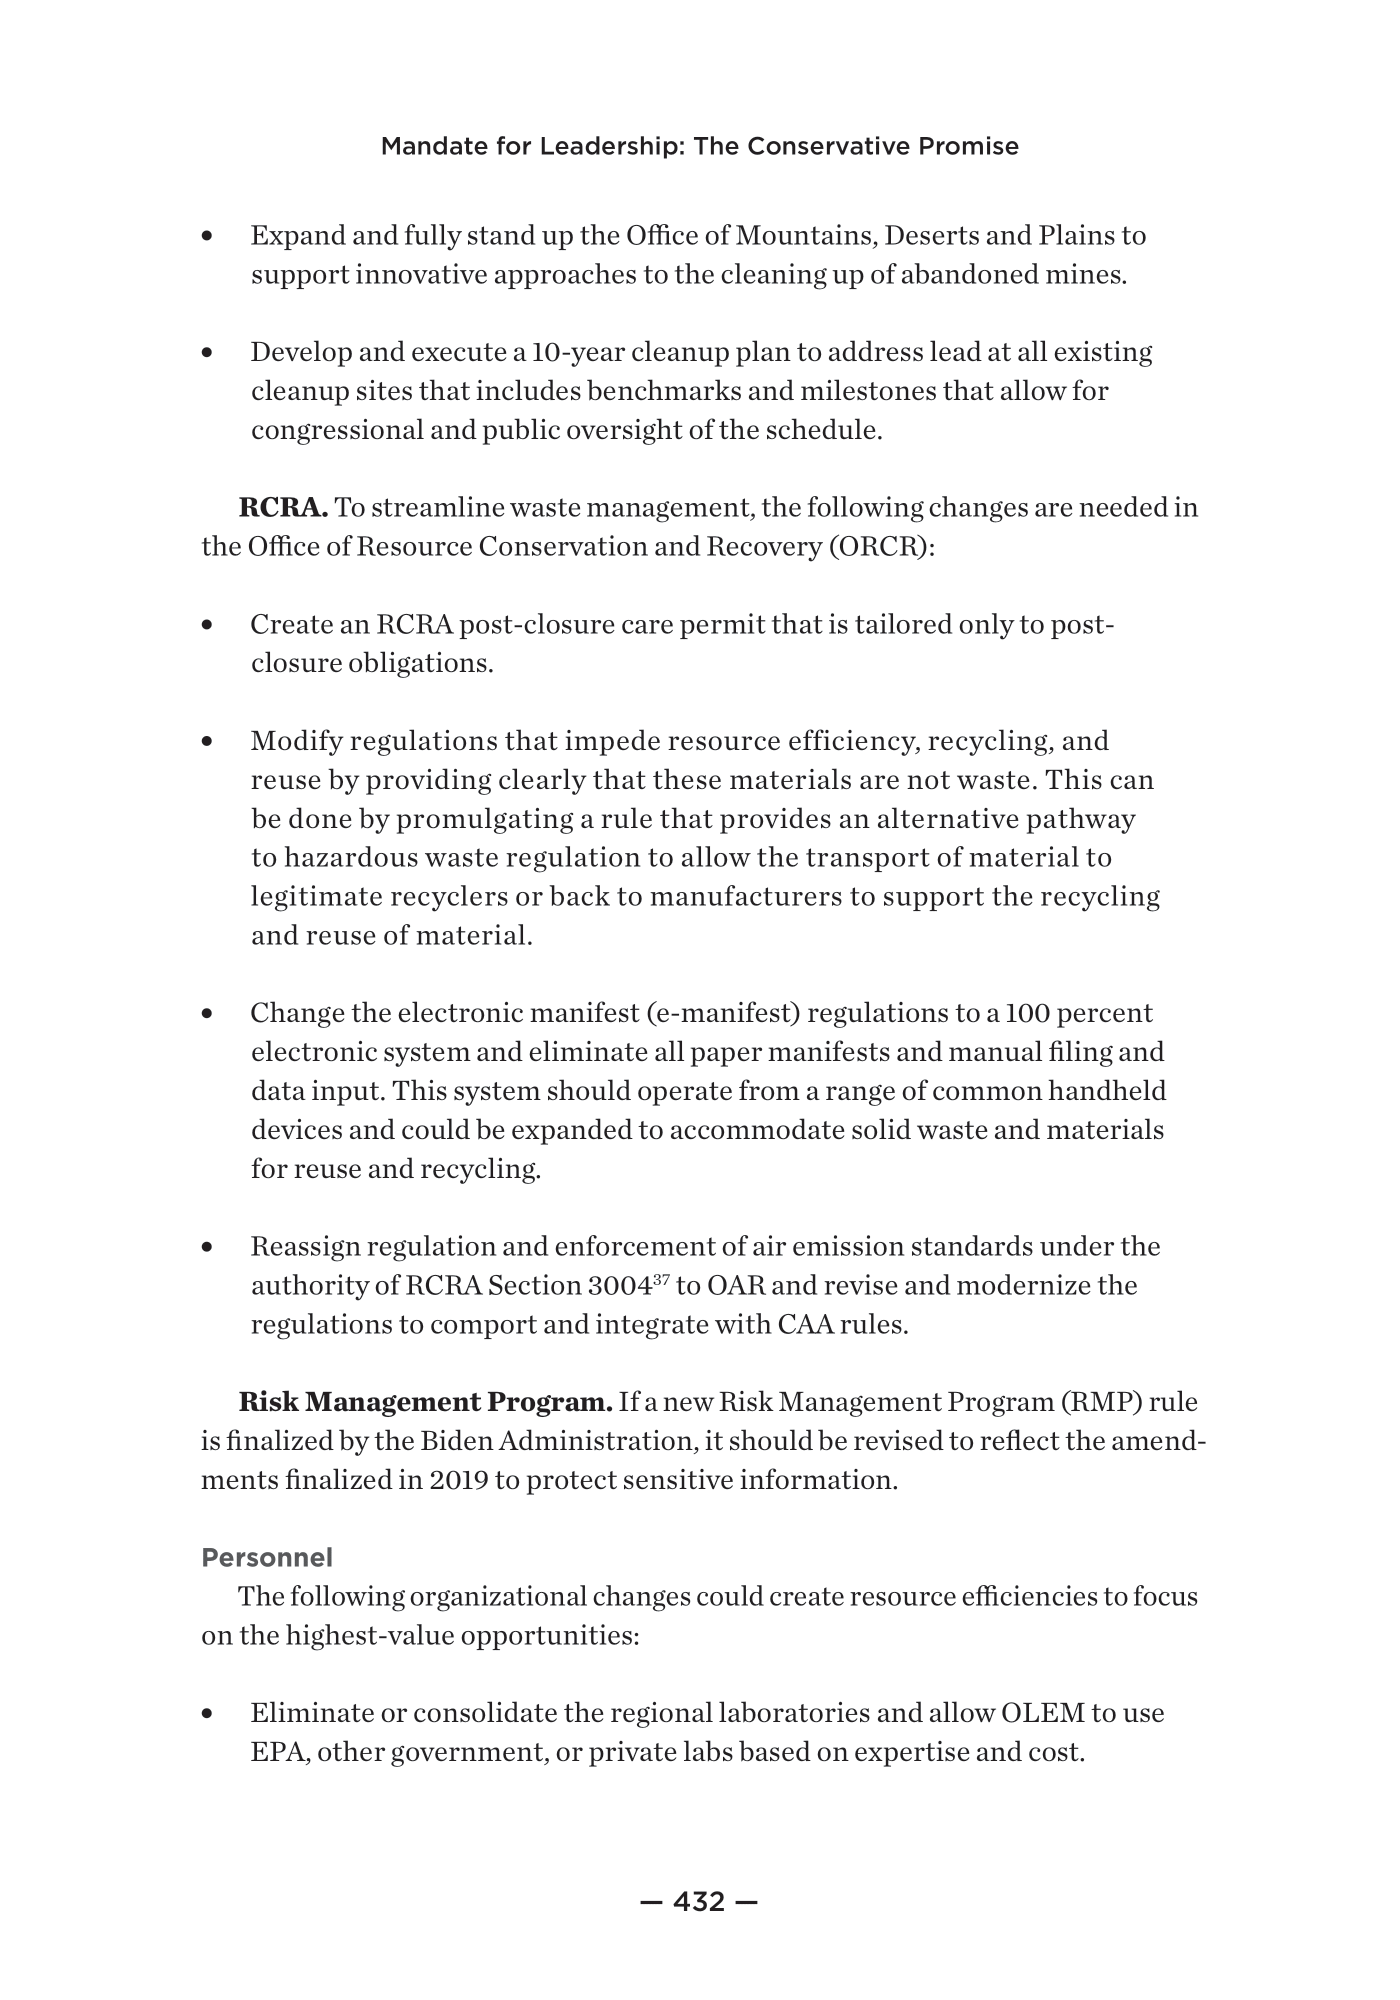 Mandate for Leadership: The Conservative Promise
• Expand and fully stand up the Office of Mountains, Deserts and Plains to
support innovative approaches to the cleaning up of abandoned mines.
• Develop and execute a 10-year cleanup plan to address lead at all existing
cleanup sites that includes benchmarks and milestones that allow for
congressional and public oversight of the schedule.
RCRA. To streamline waste management, the following changes are needed in
the Office of Resource Conservation and Recovery (ORCR):
• Create an RCRA post-closure care permit that is tailored only to post-
closure obligations.
• Modify regulations that impede resource efficiency, recycling, and
reuse by providing clearly that these materials are not waste. This can
be done by promulgating a rule that provides an alternative pathway
to hazardous waste regulation to allow the transport of material to
legitimate recyclers or back to manufacturers to support the recycling
and reuse of material.
• Change the electronic manifest (e-manifest) regulations to a 100 percent
electronic system and eliminate all paper manifests and manual filing and
data input. This system should operate from a range of common handheld
devices and could be expanded to accommodate solid waste and materials
for reuse and recycling.
• Reassign regulation and enforcement of air emission standards under the
authority of RCRA Section 3004³⁷ to OAR and revise and modernize the
regulations to comport and integrate with CAA rules.
Risk Management Program. If a new Risk Management Program (RMP) rule
is finalized by the Biden Administration, it should be revised to reflect the amend-
ments finalized in 2019 to protect sensitive information.
Personnel
The following organizational changes could create resource efficiencies to focus
on the highest-value opportunities:
• Eliminate or consolidate the regional laboratories and allow OLEM to use
EPA, other government, or private labs based on expertise and cost.
— 432 —